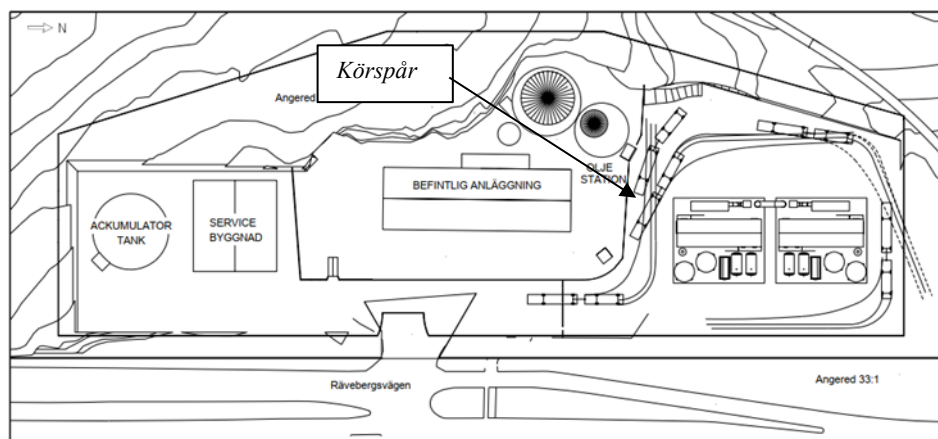 N
Körspår
Angered
OLJE
STATION
BEFINTLIG ANLÄGGNING
ACKUMULATOR
TANK
SERVICE
BYGGNAD
Rävebergsvägen
Angered 33:1